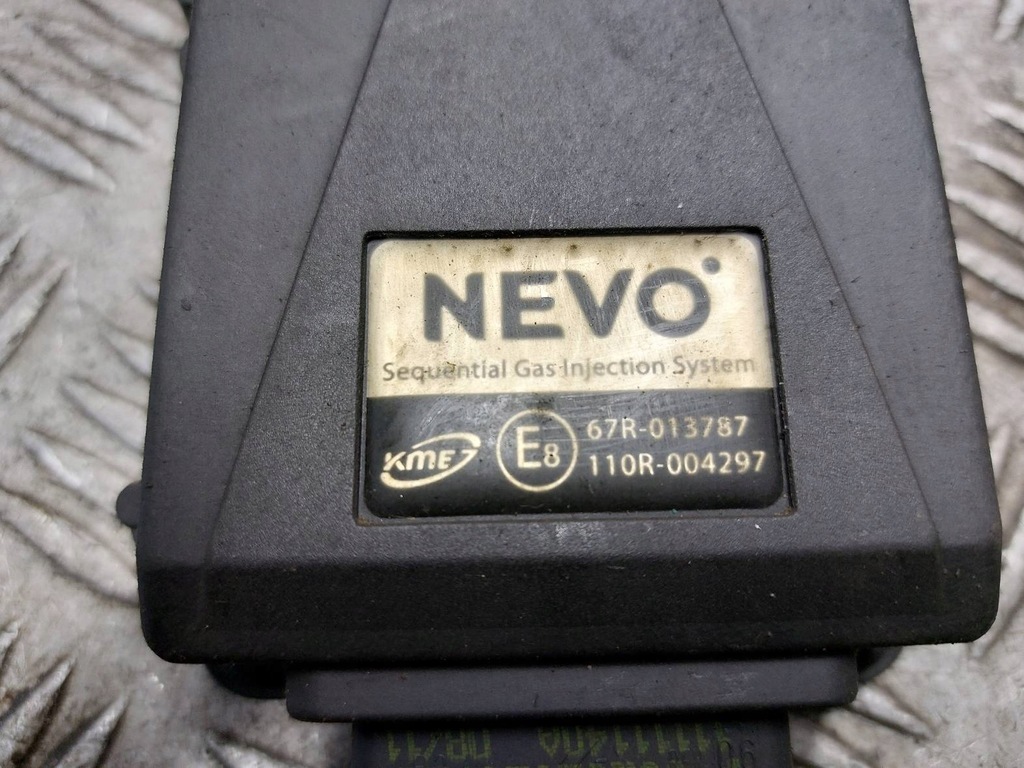 NEVO
Sequential Gas Injection System
KME
E8
67R-013787
110R-004297